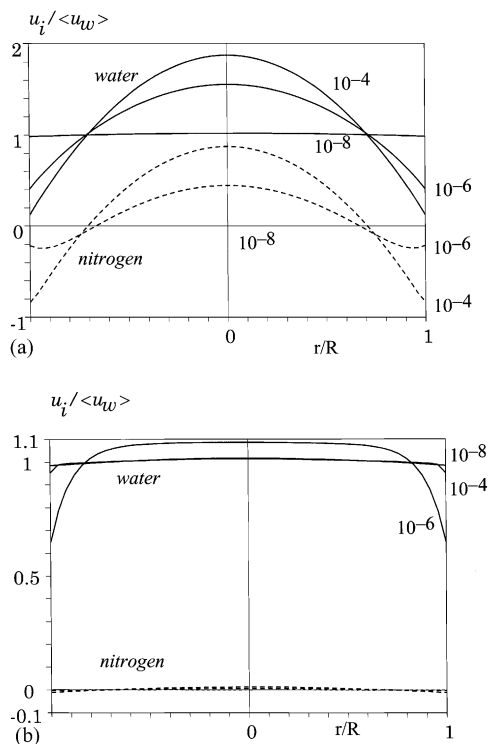 u_i / <u_w>
2
water
10⁻⁴
1
10⁻⁸
10⁻⁶
0
10⁻⁸
10⁻⁶
nitrogen
10⁻⁴
-1
(a)
0
r/R
1
u_i / <u_w>
1.1
10⁻⁸
1
water
10⁻⁴
10⁻⁶
0.5
nitrogen
0
-0.1
(b)
0
r/R
1